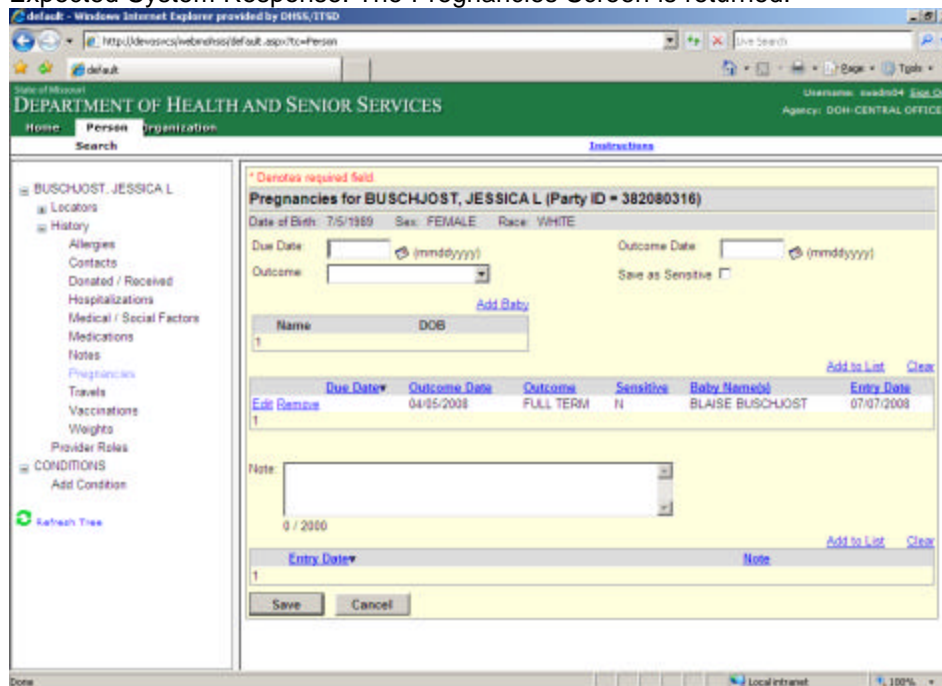 Expected System Response: The Pregnancies Screen is returned.
default - Windows Internet Explorer provided by DHSS/ITSD
Live Search
default
Page Tools
State of Missouri
DEPARTMENT OF HEALTH AND SENIOR SERVICES
Agency: DOH-CENTRAL OFFICE
Home Person Organization
Search Instructions
BUSCHJOST, JESSICA L
Locators
History
Allergies
Contacts
Donated / Received
Hospitalizations
Medical / Social Factors
Medications
Notes
Pregnancies
Travels
Vaccinations
Weights
Provider Roles
CONDITIONS
Add Condition
Refresh Tree
* Denotes required field.
Pregnancies for BUSCHJOST, JESSICA L (Party ID = 382080316)
Date of Birth: 7/5/1989 Sex: FEMALE Race: WHITE
Due Date: (mmddyyyy) Outcome Date: (mmddyyyy)
Outcome: Save as Sensitive
Add Baby
Name DOB
1
Add to List Clear
Due Date Outcome Date Outcome Sensitive Baby Name(s) Entry Date
Edit Remove 04/05/2008 FULL TERM N BLAISE BUSCHJOST 07/07/2008
1
Note:
0 / 2000
Add to List Clear
Entry Date Note
1
Save Cancel
Done Local intranet 100%